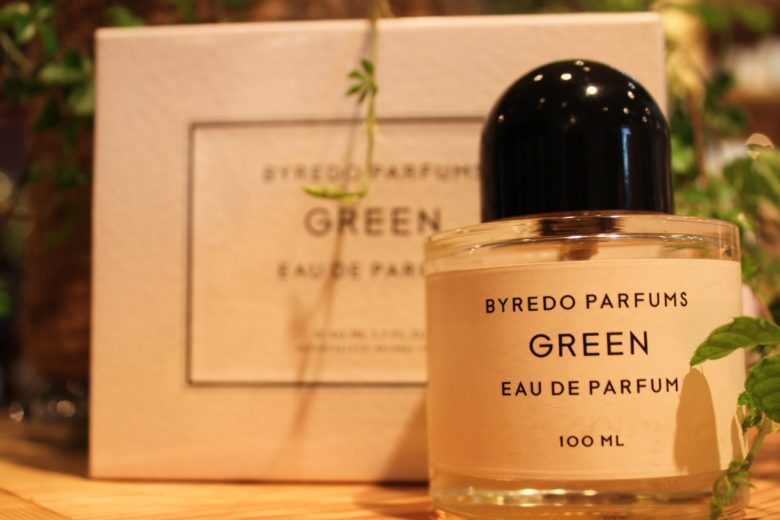 BYREDO PARFUMS
GREEN
EAU DE PARFUM
BYREDO PARFUMS
GREEN
EAU DE PARFUM
100 ML